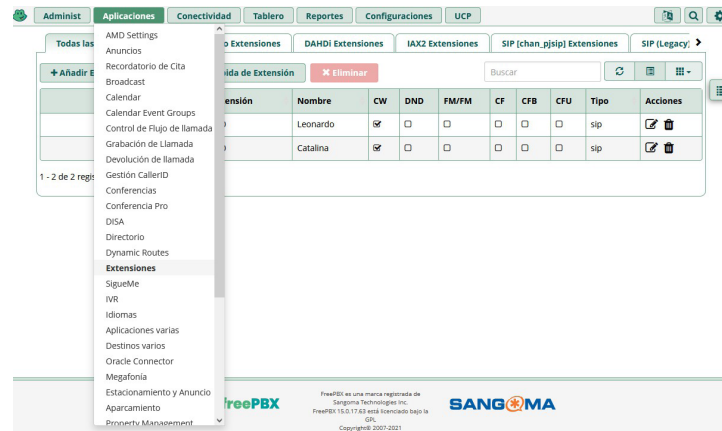 Administ Aplicaciones Conectividad Tablero Reportes Configuraciones UCP
Todas las
o Extensiones DAHDi Extensiones IAX2 Extensiones SIP [chan_pjsip] Extensiones SIP (Legacy)
+ Añadir E
ida de Extensión ✖ Eliminar Buscar
ensión Nombre CW DND FM/FM CF CFB CFU Tipo Acciones
Leonardo sip
Catalina sip
1 - 2 de 2 regis
AMD Settings
Anuncios
Recordatorio de Cita
Broadcast
Calendar
Calendar Event Groups
Control de Flujo de llamada
Grabación de Llamada
Devolución de llamada
Gestión CallerID
Conferencias
Conferencia Pro
DISA
Directorio
Dynamic Routes
Extensiones
SigueMe
IVR
Idiomas
Aplicaciones varias
Destinos varios
Oracle Connector
Megafonía
Estacionamiento y Anuncio
Aparcamiento
Property Management
freePBX
FreePBX es una marca registrada de
Sangoma Technologies Inc.
FreePBX 15.0.17.63 está licenciado bajo la
GPL
Copyright© 2007-2021
SANGOMA